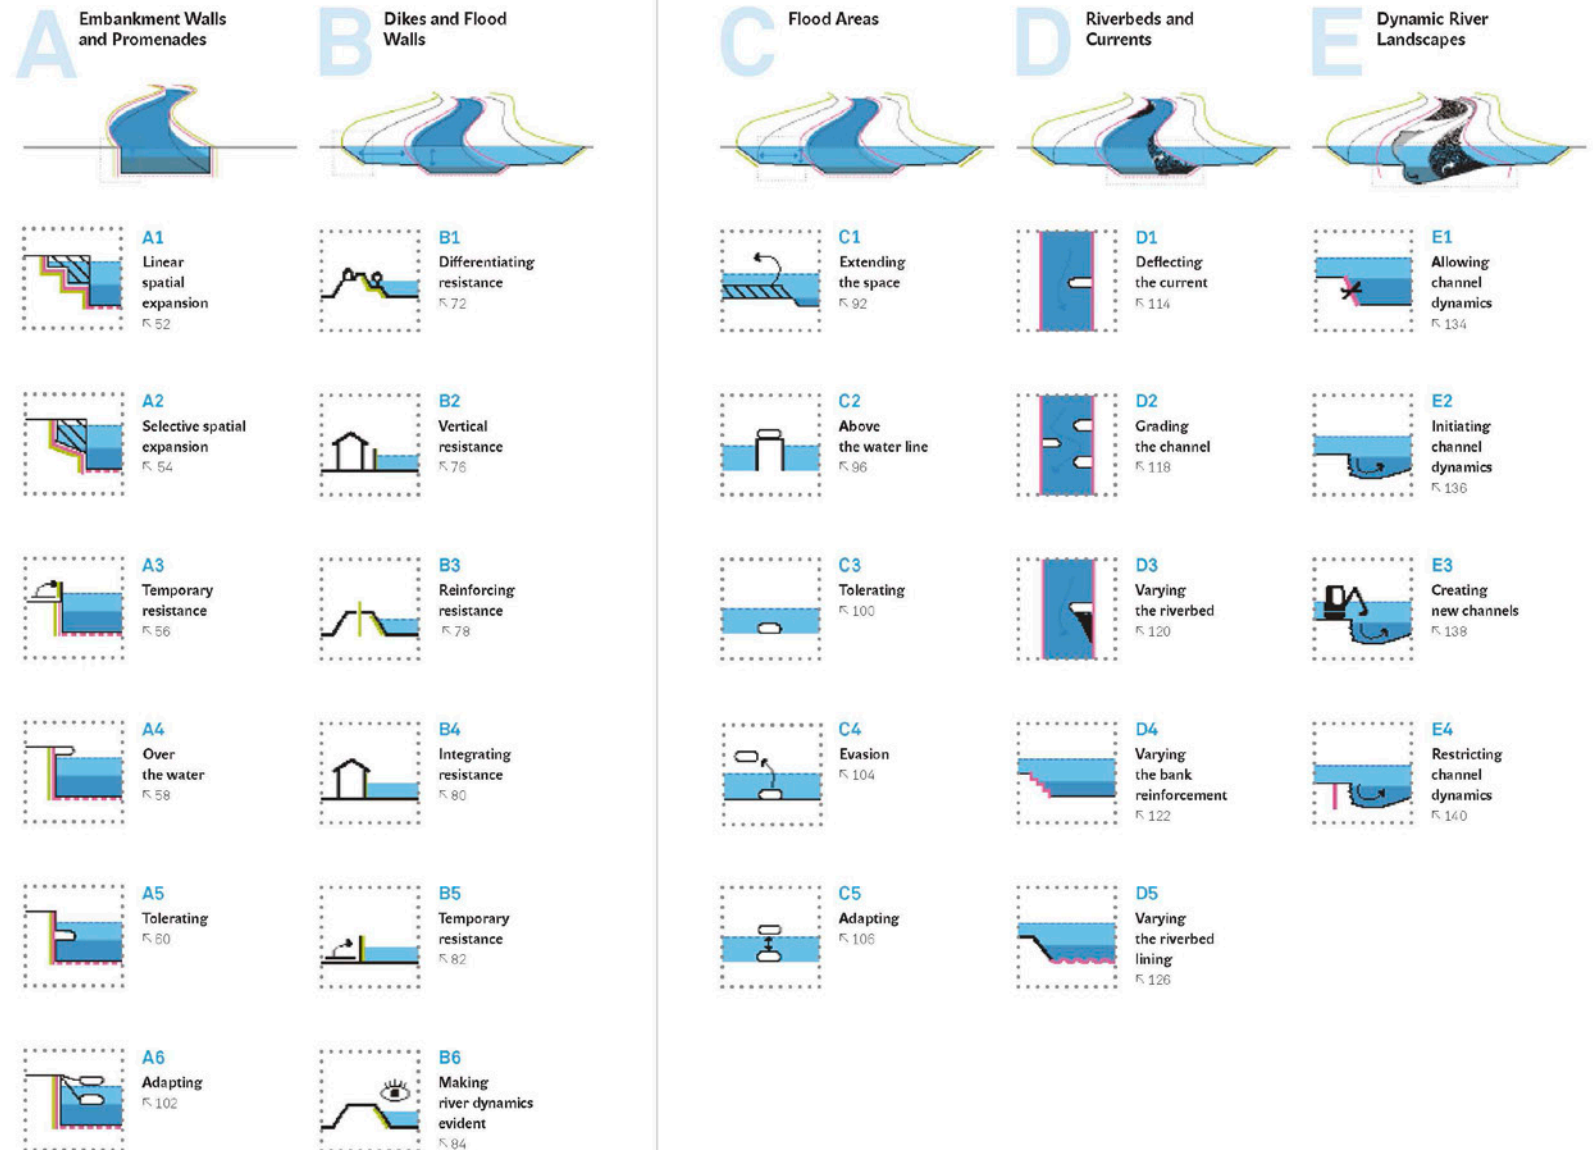 A
Embankment Walls
and Promenades
B
Dikes and Flood
Walls
C
Flood Areas
D
Riverbeds and
Currents
E
Dynamic River
Landscapes
A1
Linear
spatial
expansion
↖ 52
A2
Selective spatial
expansion
↖ 54
A3
Temporary
resistance
↖ 56
A4
Over
the water
↖ 58
A5
Tolerating
↖ 60
A6
Adapting
↖ 102
B1
Differentiating
resistance
↖ 72
B2
Vertical
resistance
↖ 76
B3
Reinforcing
resistance
↖ 78
B4
Integrating
resistance
↖ 80
B5
Temporary
resistance
↖ 82
B6
Making
river dynamics
evident
↖ 84
C1
Extending
the space
↖ 92
C2
Above
the water line
↖ 96
C3
Tolerating
↖ 100
C4
Evasion
↖ 104
C5
Adapting
↖ 106
D1
Deflecting
the current
↖ 114
D2
Grading
the channel
↖ 118
D3
Varying
the riverbed
↖ 120
D4
Varying
the bank
reinforcement
↖ 122
D5
Varying
the riverbed
lining
↖ 126
E1
Allowing
channel
dynamics
↖ 134
E2
Initiating
channel
dynamics
↖ 136
E3
Creating
new channels
↖ 138
E4
Restricting
channel
dynamics
↖ 140